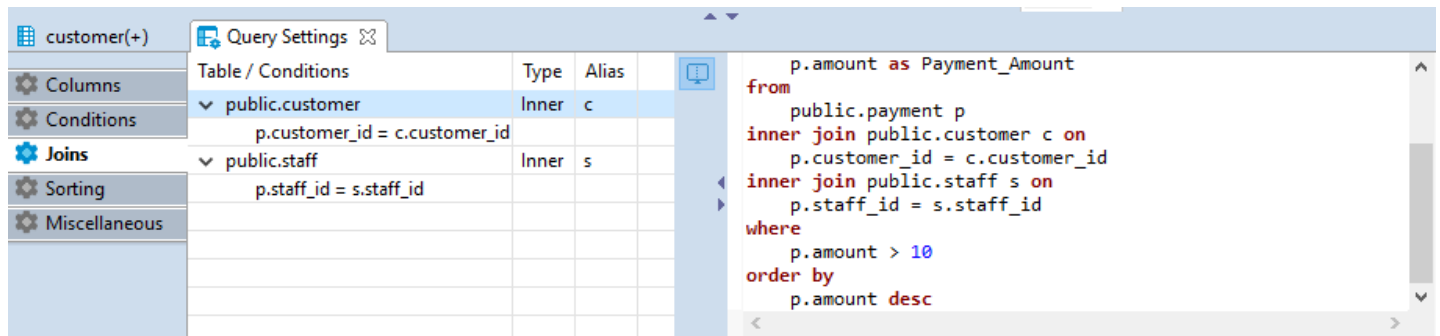 customer(+)
Query Settings
Columns
Conditions
Joins
Sorting
Miscellaneous
Table / Conditions Type Alias
public.customer Inner c
p.customer_id = c.customer_id
public.staff Inner s
p.staff_id = s.staff_id
p.amount as Payment_Amount
from
public.payment p
inner join public.customer c on
p.customer_id = c.customer_id
inner join public.staff s on
p.staff_id = s.staff_id
where
p.amount > 10
order by
p.amount desc